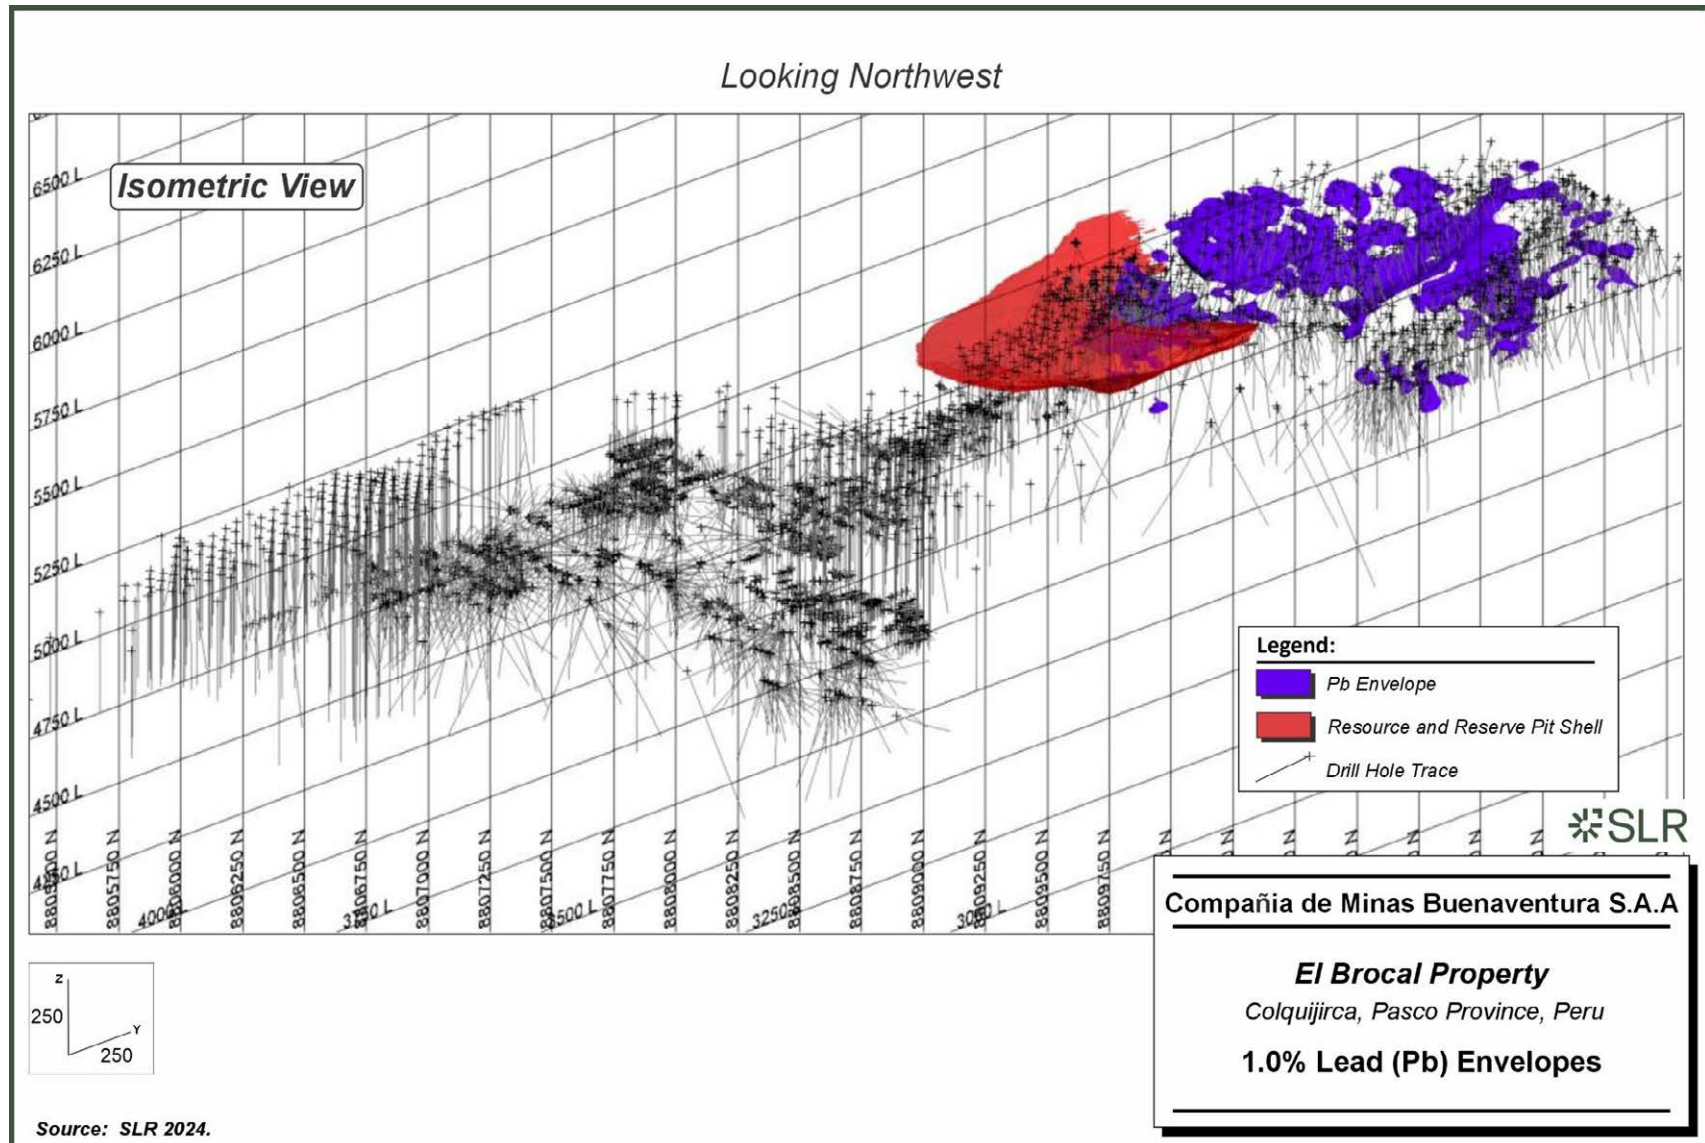 Looking Northwest
Isometric View
6500 L
6250 L
6000 L
5750 L
5500 L
5250 L
5000 L
4750 L
4500 L
8805750 N
8806000 N
8806250 N
8806500 N
8806750 N
8807000 N
8807250 N
8807500 N
8807750 N
8808000 N
8808250 N
8808500 N
8808750 N
8809000 N
8809250 N
8809500 N
8809750 N
N
N
N
N
N
N
N
N
4000 L
3250 L
Legend:
Pb Envelope
Resource and Reserve Pit Shell
Drill Hole Trace
SLR
Compañia de Minas Buenaventura S.A.A
El Brocal Property
Colquijirca, Pasco Province, Peru
1.0% Lead (Pb) Envelopes
Z
250
Y
250
Source: SLR 2024.